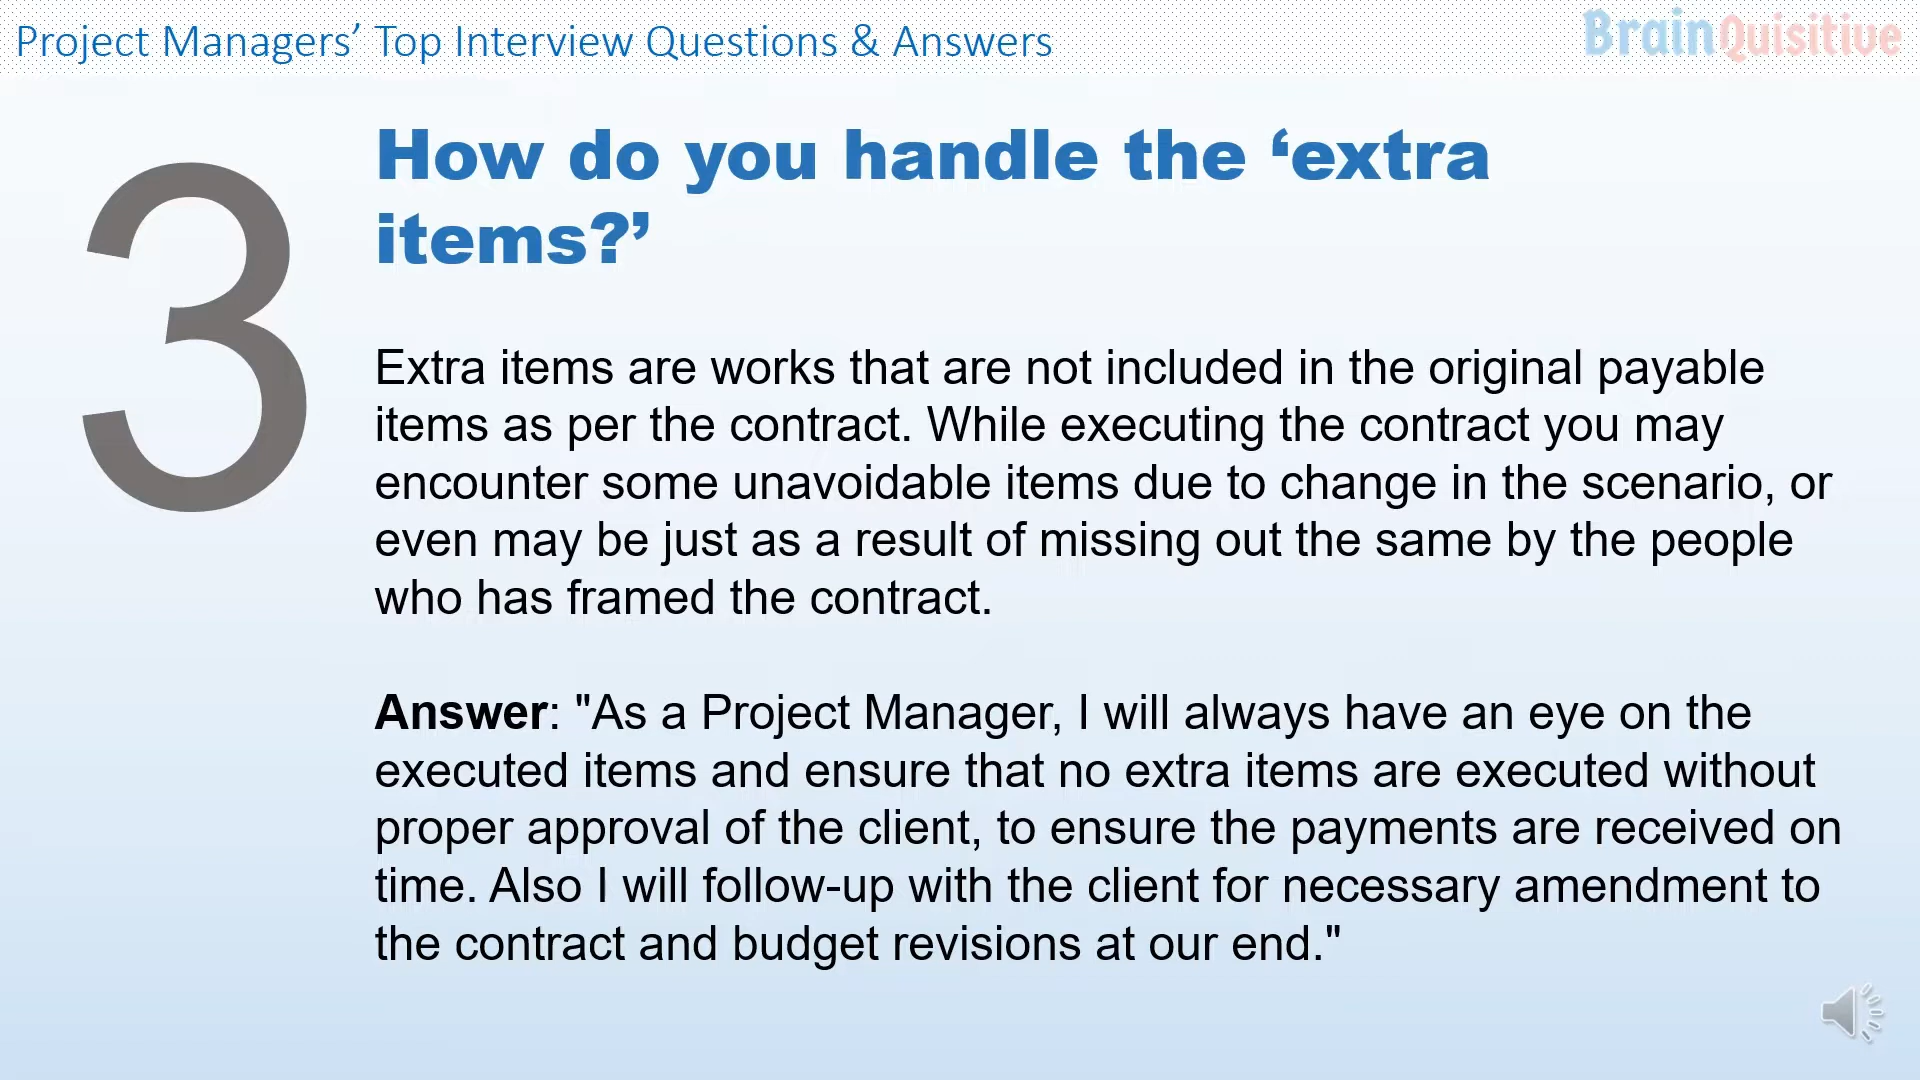 Project Managers’ Top Interview Questions & Answers
BrainQuisitive
3
How do you handle the ‘extra
items?’
Extra items are works that are not included in the original payable
items as per the contract. While executing the contract you may
encounter some unavoidable items due to change in the scenario, or
even may be just as a result of missing out the same by the people
who has framed the contract.
Answer: "As a Project Manager, I will always have an eye on the
executed items and ensure that no extra items are executed without
proper approval of the client, to ensure the payments are received on
time. Also I will follow-up with the client for necessary amendment to
the contract and budget revisions at our end."